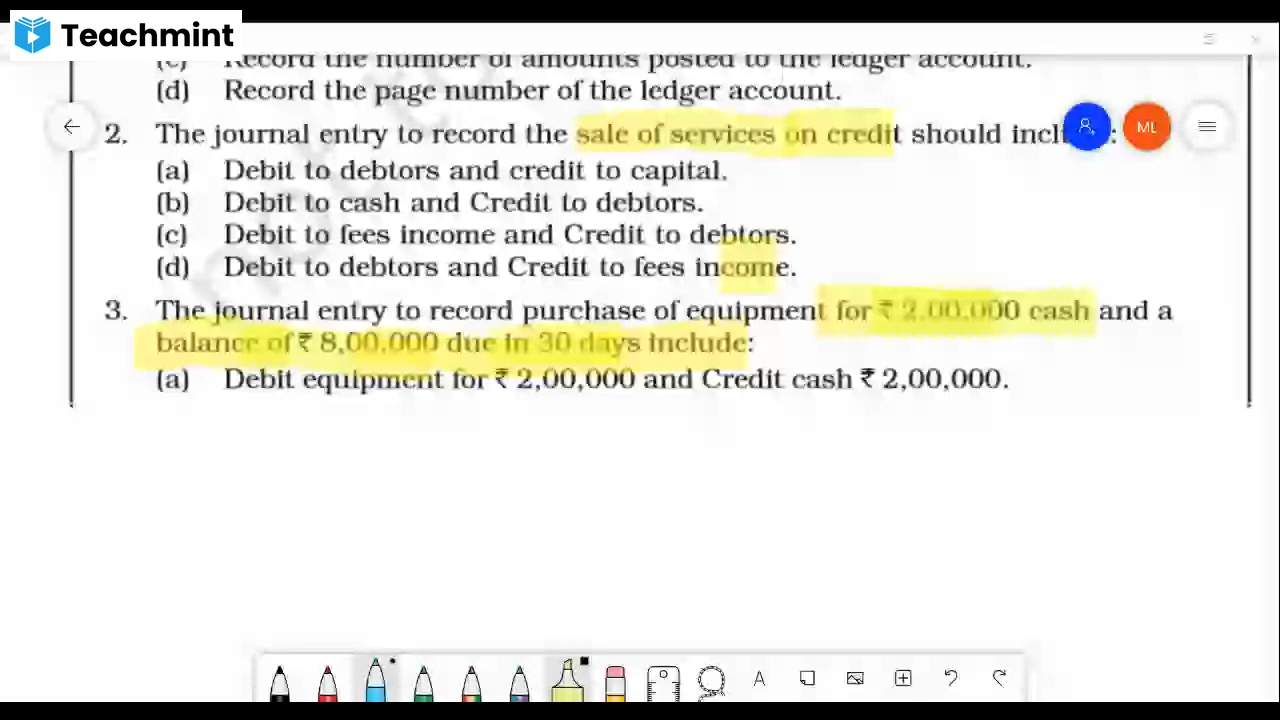 Teachmint
(c) Record the number of amounts posted to the ledger account.
(d) Record the page number of the ledger account.
2. The journal entry to record the sale of services on credit should incl :
ML
(a) Debit to debtors and credit to capital.
(b) Debit to cash and Credit to debtors.
(c) Debit to fees income and Credit to debtors.
(d) Debit to debtors and Credit to fees income.
3. The journal entry to record purchase of equipment for ₹ 2,00,000 cash and a
balance of ₹ 8,00,000 due in 30 days include:
(a) Debit equipment for ₹ 2,00,000 and Credit cash ₹ 2,00,000.
A